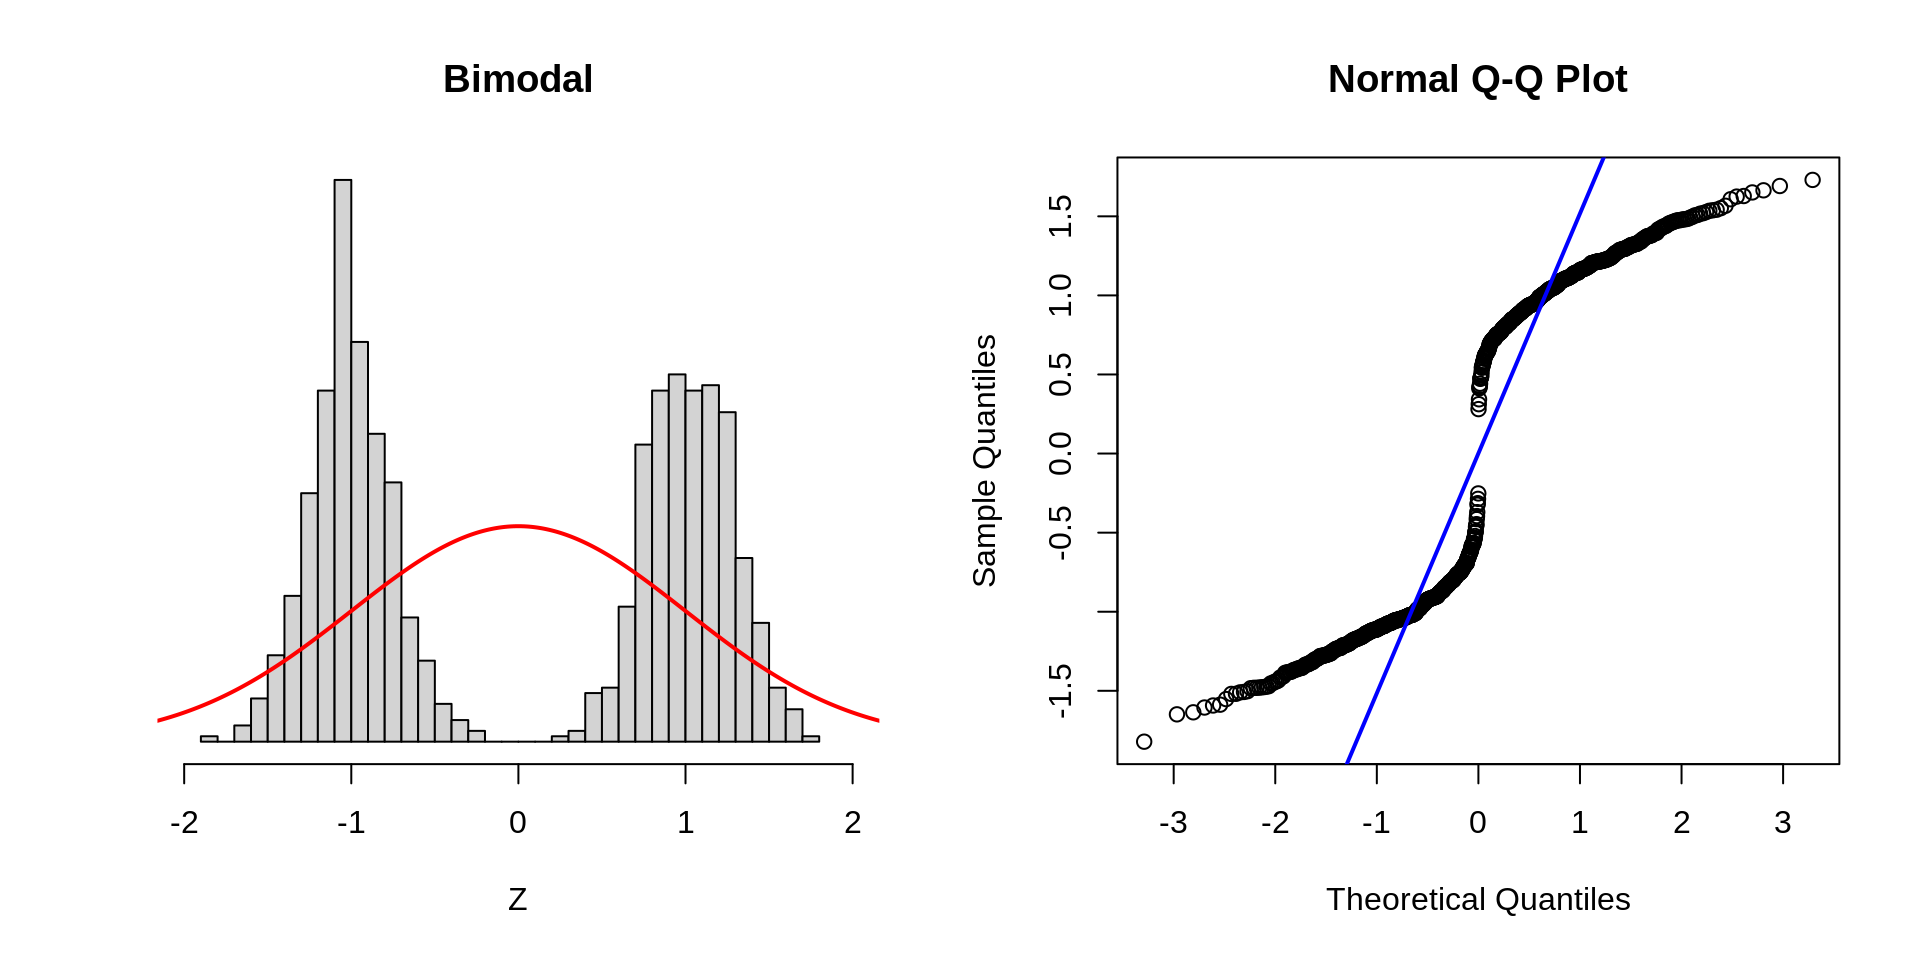 Bimodal
-2 -1 0 1 2
Z
Normal Q-Q Plot
Sample Quantiles
1.5
1.0
0.5
0.0
-0.5
-1.5
-3 -2 -1 0 1 2 3
Theoretical Quantiles